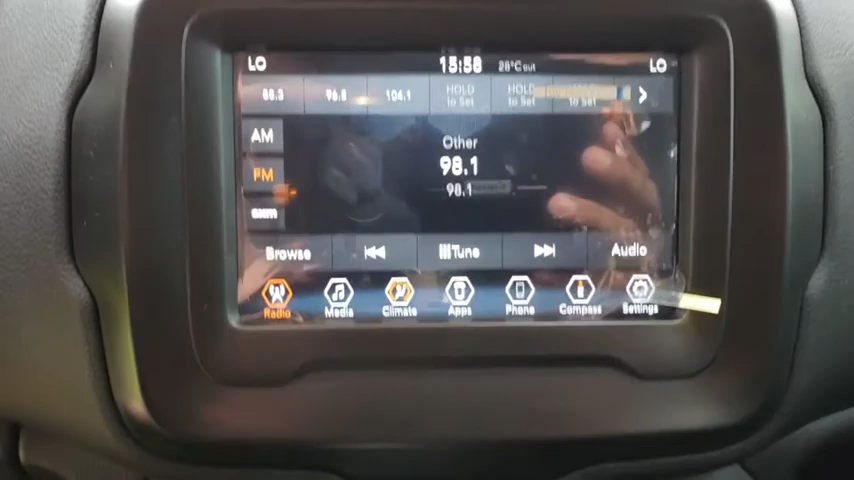 LO 15:58 28°C out LO
88.3 96.8 104.1 HOLD to Set HOLD to Set
AM
Other
98.1
FM
98.1
Browse Tune Audio
Radio Media Climate Apps Phone Compass Settings